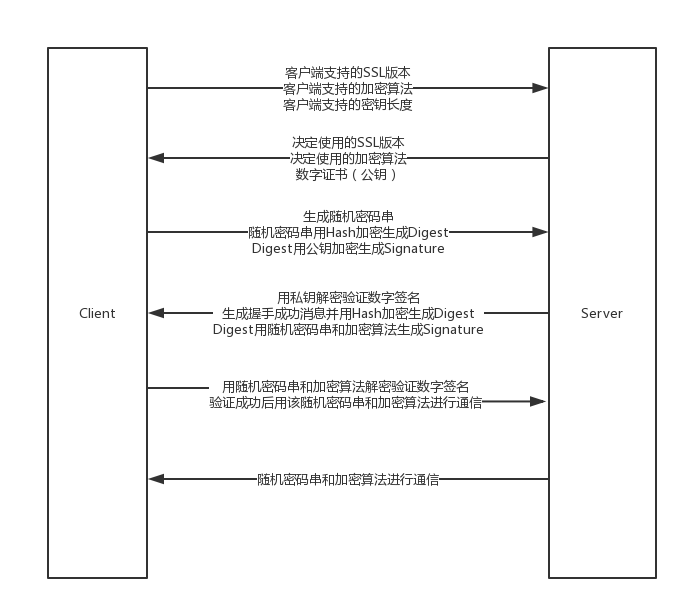 客户端支持的SSL版本
客户端支持的加密算法
客户端支持的密钥长度
决定使用的SSL版本
决定使用的加密算法
数字证书（公钥）
生成随机密码串
随机密码串用Hash加密生成Digest
Digest用公钥加密生成Signature
用私钥解密验证数字签名
Client
生成握手成功消息并用Hash加密生成Digest
Server
Digest用随机密码串和加密算法生成Signature
用随机密码串和加密算法解密验证数字签名
验证成功后用该随机密码串和加密算法进行通信
随机密码串和加密算法进行通信